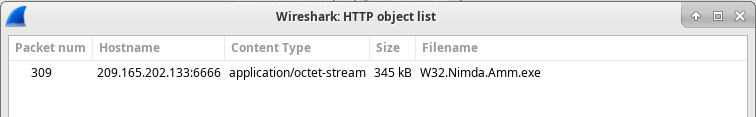 Wireshark: HTTP object list
Packet num Hostname Content Type Size Filename
309 209.165.202.133:6666 application/octet-stream 345 kB W32.Nimda.Amm.exe